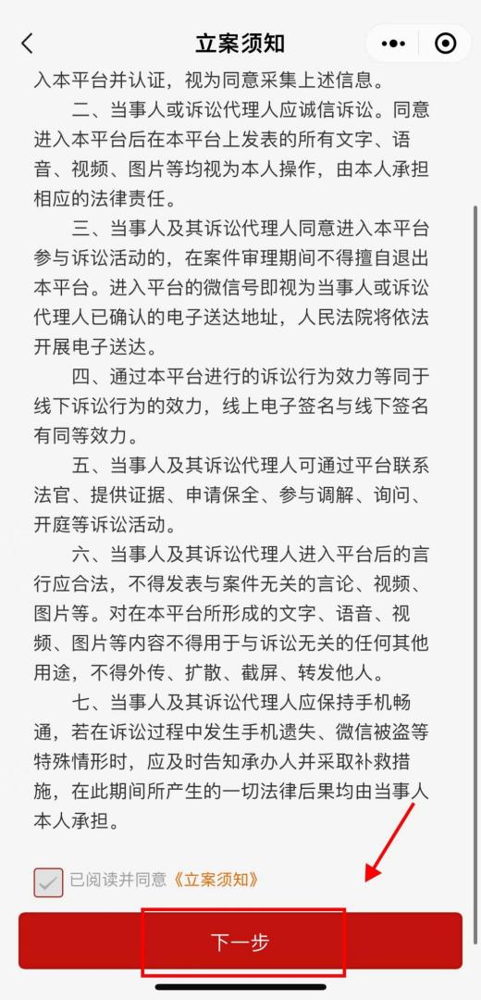 立案须知
入本平台并认证，视为同意采集上述信息。
二、当事人或诉讼代理人应诚信诉讼。同意
进入本平台后在本平台上发表的所有文字、语
音、视频、图片等均视为本人操作，由本人承担
相应的法律责任。
三、当事人及其诉讼代理人同意进入本平台
参与诉讼活动的，在案件审理期间不得擅自退出
本平台。进入平台的微信号即视为当事人或诉讼
代理人已确认的电子送达地址，人民法院将依法
开展电子送达。
四、通过本平台进行的诉讼行为效力等同于
线下诉讼行为的效力，线上电子签名与线下签名
有同等效力。
五、当事人及其诉讼代理人可通过平台联系
法官、提供证据、申请保全、参与调解、询问、
开庭等诉讼活动。
六、当事人及其诉讼代理人进入平台后的言
行应合法，不得发表与案件无关的言论、视频、
图片等。对在本平台所形成的文字、语音、视
频、图片等内容不得用于与诉讼无关的任何其他
用途，不得外传、扩散、截屏、转发他人。
七、当事人及其诉讼代理人应保持手机畅
通，若在诉讼过程中发生手机遗失、微信被盗等
特殊情形时，应及时告知承办人并采取补救措
施，在此期间所产生的一切法律后果均由当事人
本人承担。
已阅读并同意《立案须知》
下一步